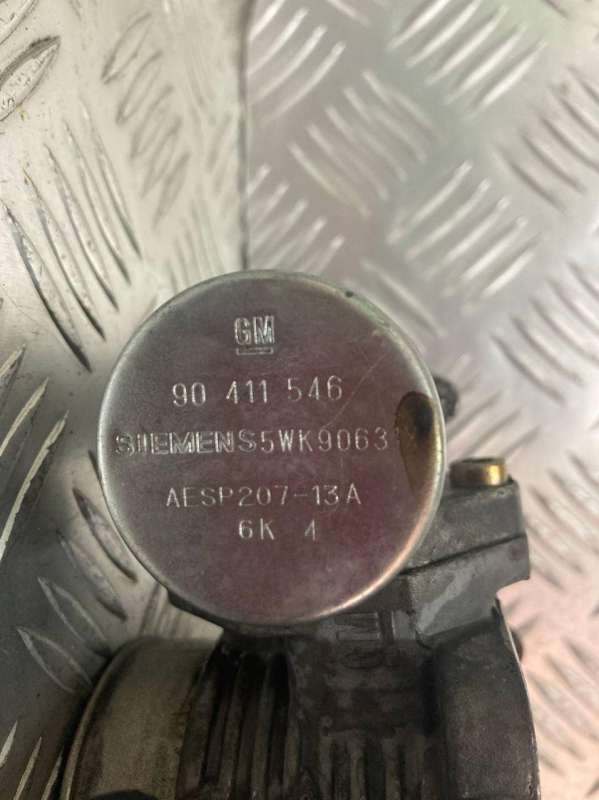 GM
90 411 546
SIEMENS5WK9063
AESP207-13A
6K 4